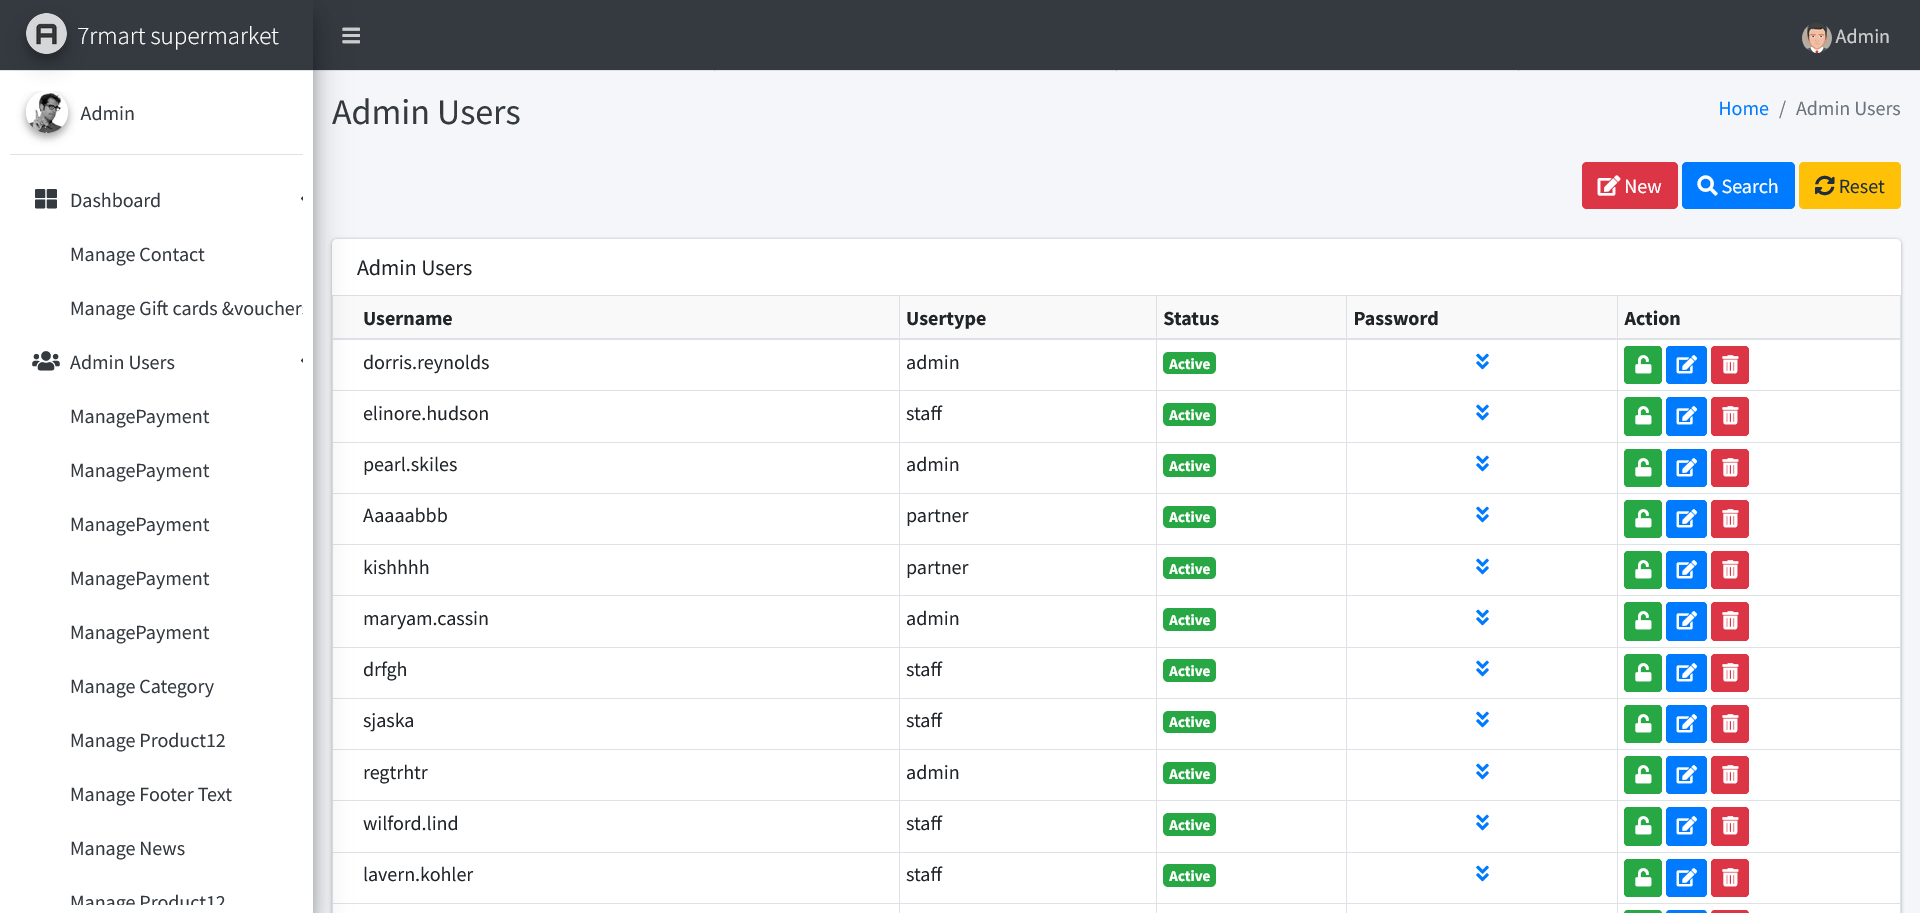 7rmart supermarket
Admin
Admin
Dashboard
Manage Contact
Manage Gift cards &voucher
Admin Users
ManagePayment
ManagePayment
ManagePayment
ManagePayment
ManagePayment
Manage Category
Manage Product12
Manage Footer Text
Manage News
Manage Product12
Admin Users
Home / Admin Users
New Search Reset
Admin Users
Username Usertype Status Password Action
dorris.reynolds admin Active
elinore.hudson staff Active
pearl.skiles admin Active
Aaaaabbb partner Active
kishhhh partner Active
maryam.cassin admin Active
drfgh staff Active
sjaska staff Active
regtrhtr admin Active
wilford.lind staff Active
lavern.kohler staff Active